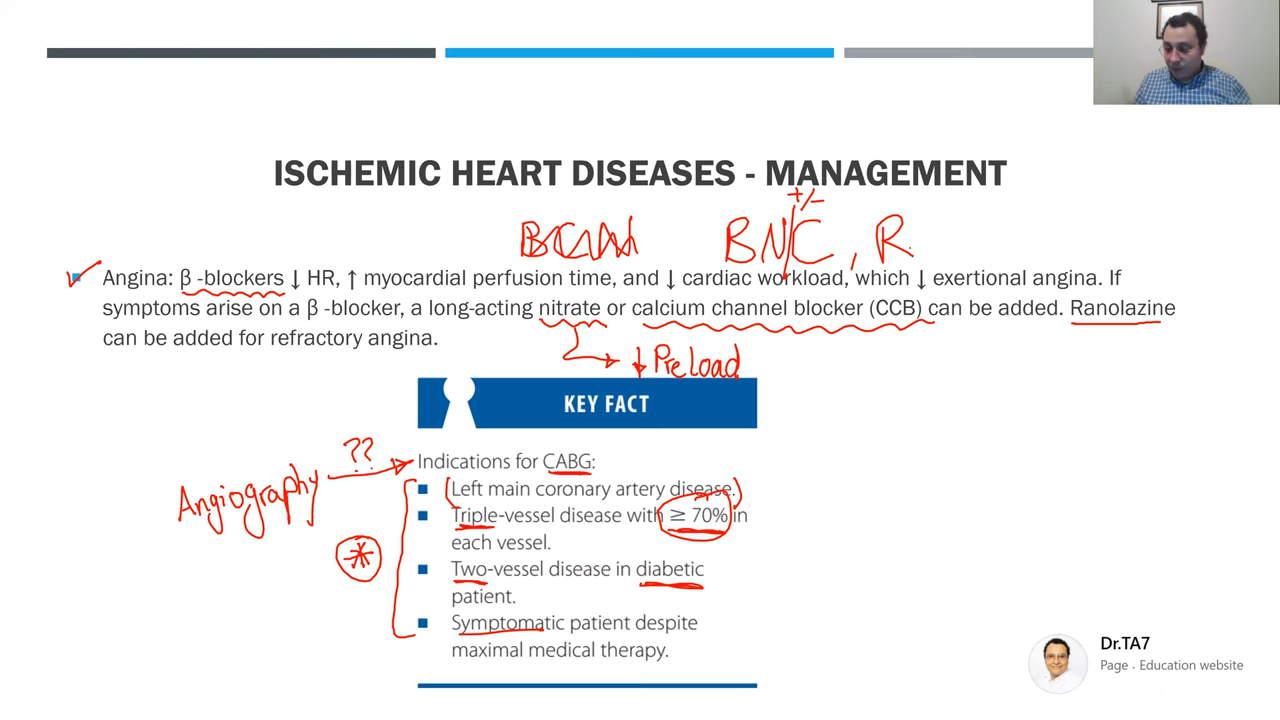 ISCHEMIC HEART DISEASES - MANAGEMENT
+/-
BNC, R
Angina: β -blockers ↓ HR, ↑ myocardial perfusion time, and ↓ cardiac workload, which ↓ exertional angina. If
symptoms arise on a β -blocker, a long-acting nitrate or calcium channel blocker (CCB) can be added. Ranolazine
can be added for refractory angina.
↓ Preload
KEY FACT
Angiography ??
Indications for CABG:
Left main coronary artery disease.
Triple-vessel disease with ≥ 70% in
each vessel.
Two-vessel disease in diabetic
patient.
Symptomatic patient despite
maximal medical therapy.
Dr.TA7
Page · Education website